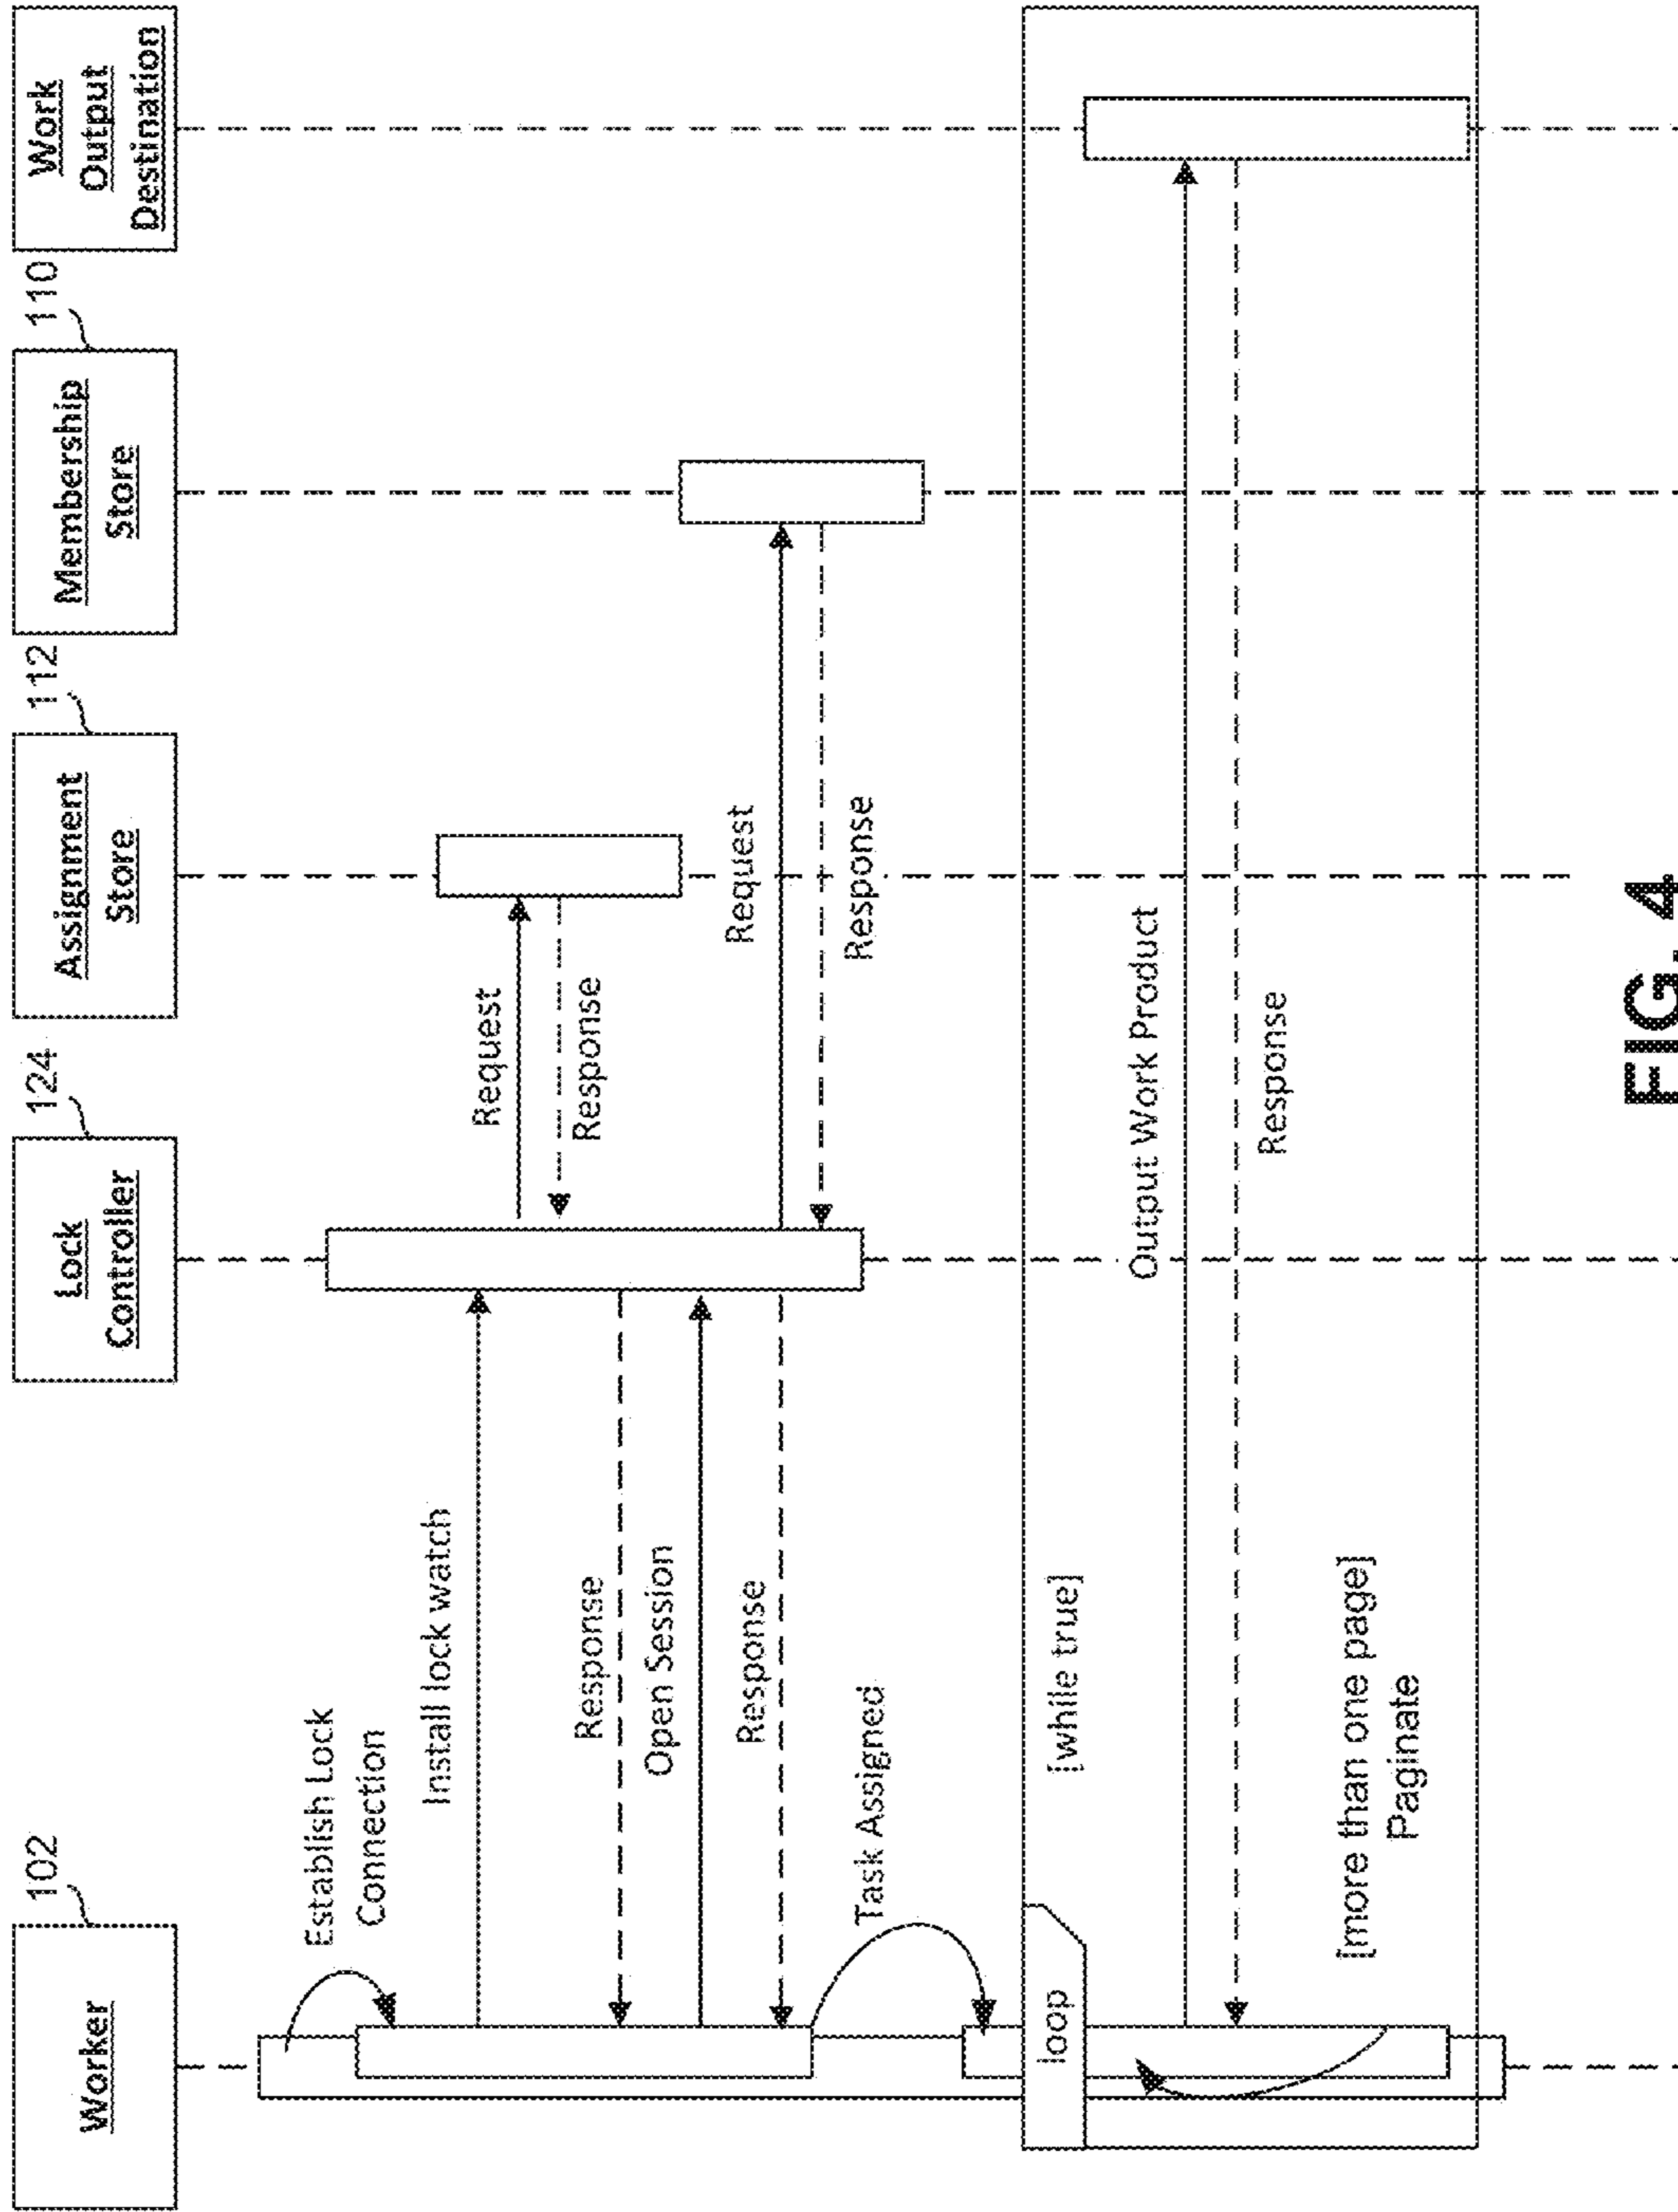 Worker
102
Lock
Controller
124
Assignment
Store
112
Membership
Store
110
Work
Output
Destination
Establish Lock
Connection
Install lock watch
Request
Response
Response
Open Session
Request
Response
Response
Task Assigned
loop
[while true]
Output Work Product
Response
[more than one page]
Paginate
FIG. 4